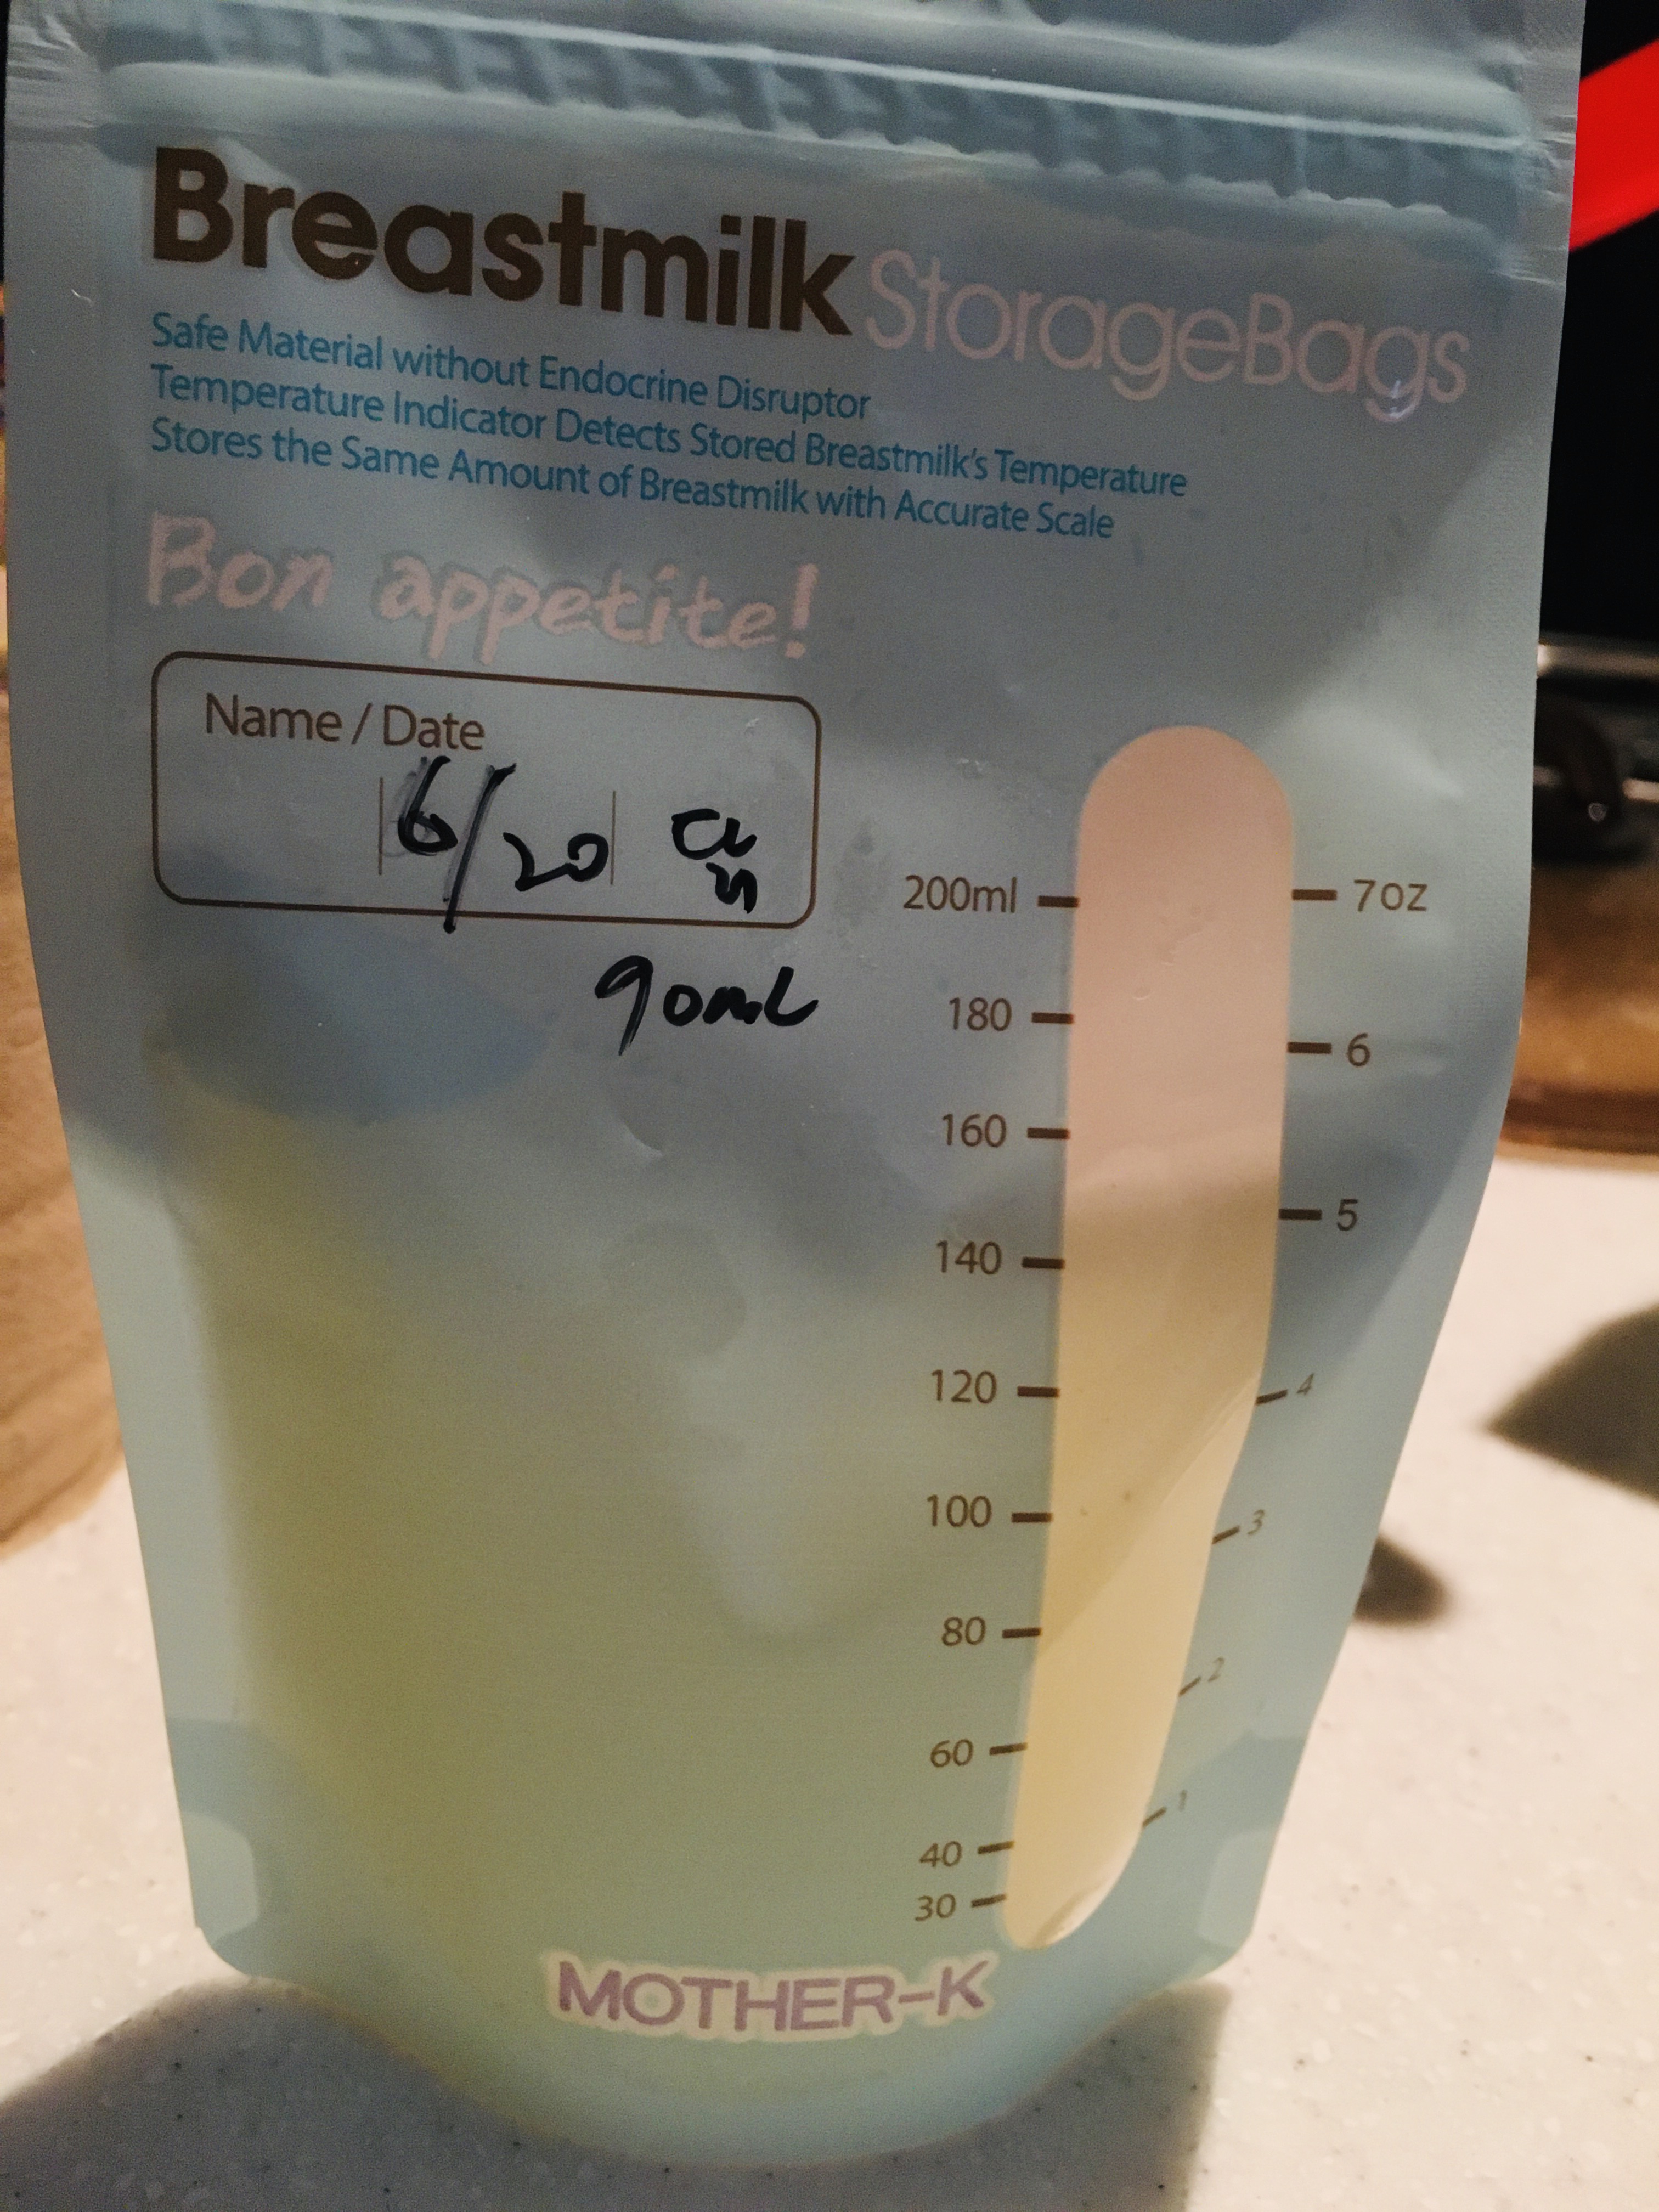 Breastmilk StorageBags
Safe Material without Endocrine Disruptor
Temperature Indicator Detects Stored Breastmilk's Temperature
Stores the Same Amount of Breastmilk with Accurate Scale
Bon appetite!
Name / Date
6/20
90mL
200ml 7oz
180
6
160
5
140
120 4
100
3
80
2
60
1
40
30
MOTHER-K